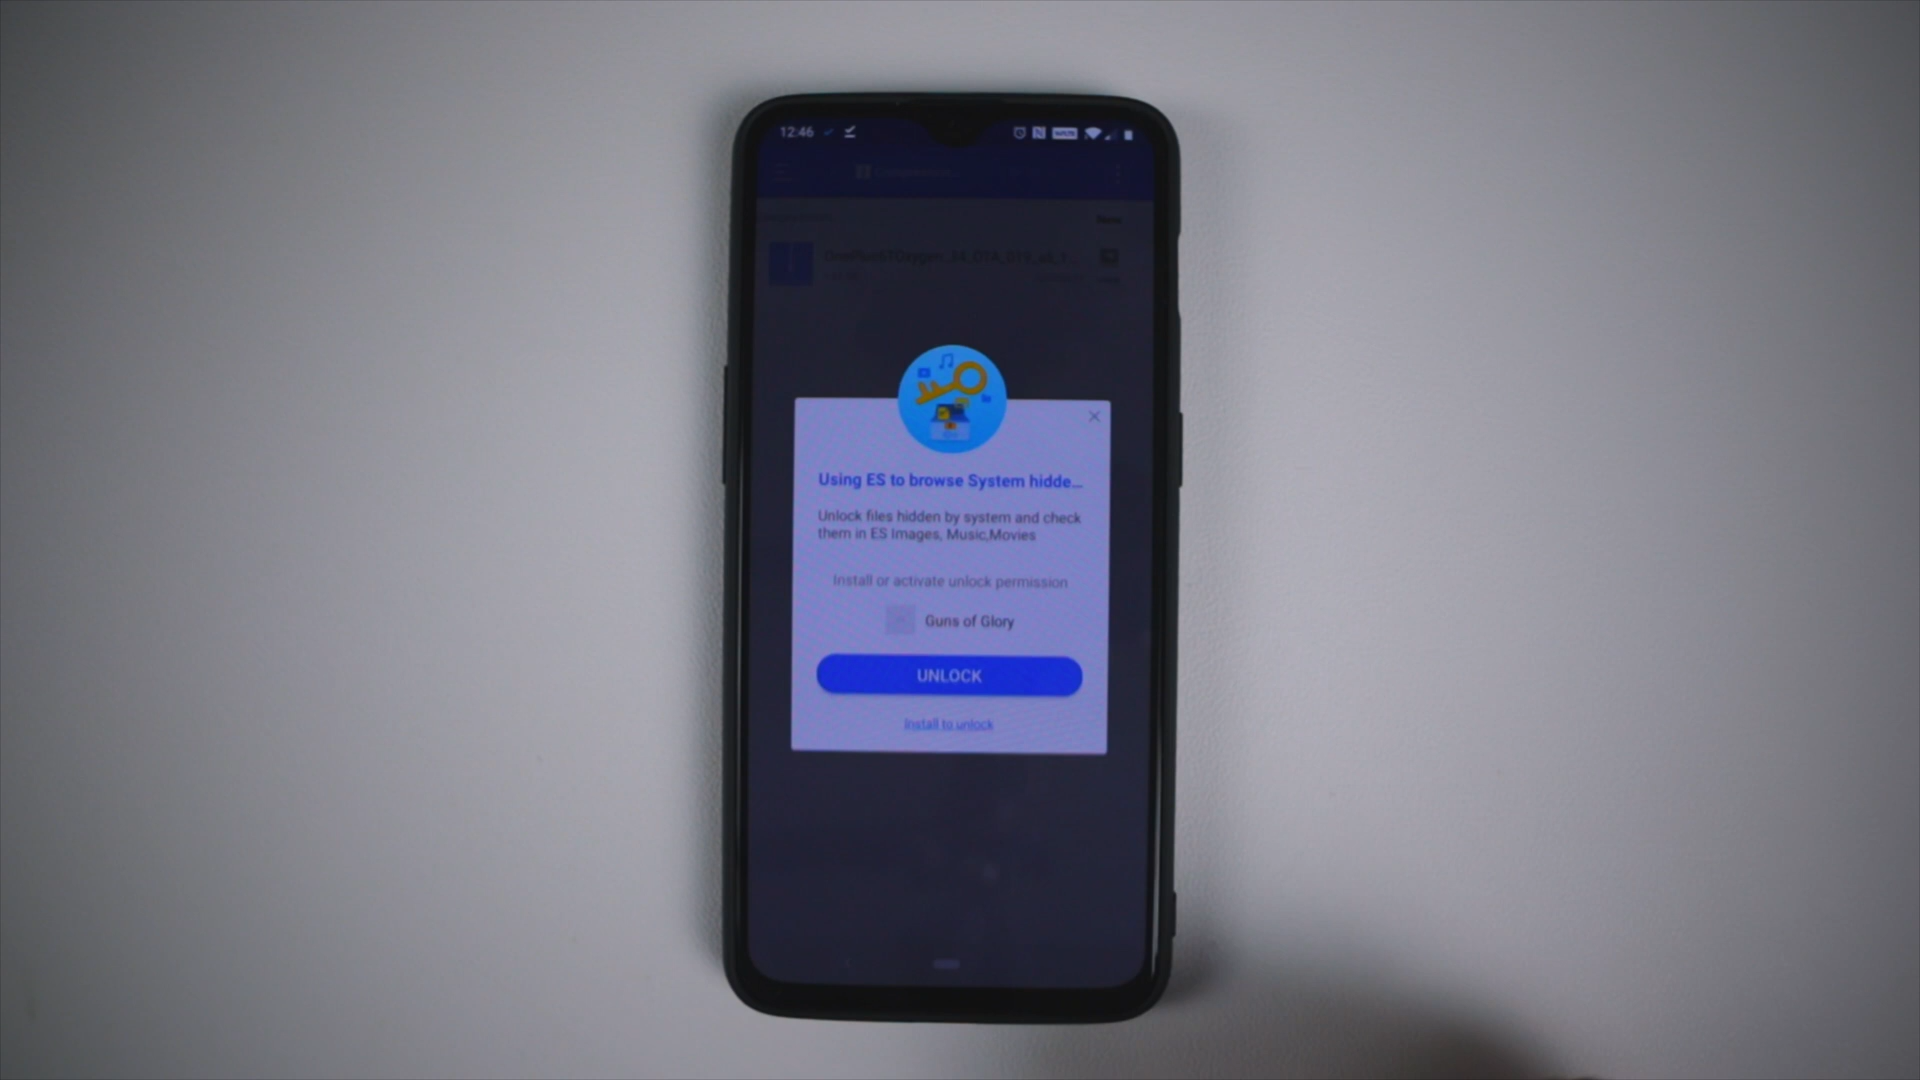 12:46
Using ES to browse System hidde...
Unlock files hidden by system and check
them in ES Images, Music,Movies
Install or activate unlock permission
Guns of Glory
UNLOCK
Install to unlock